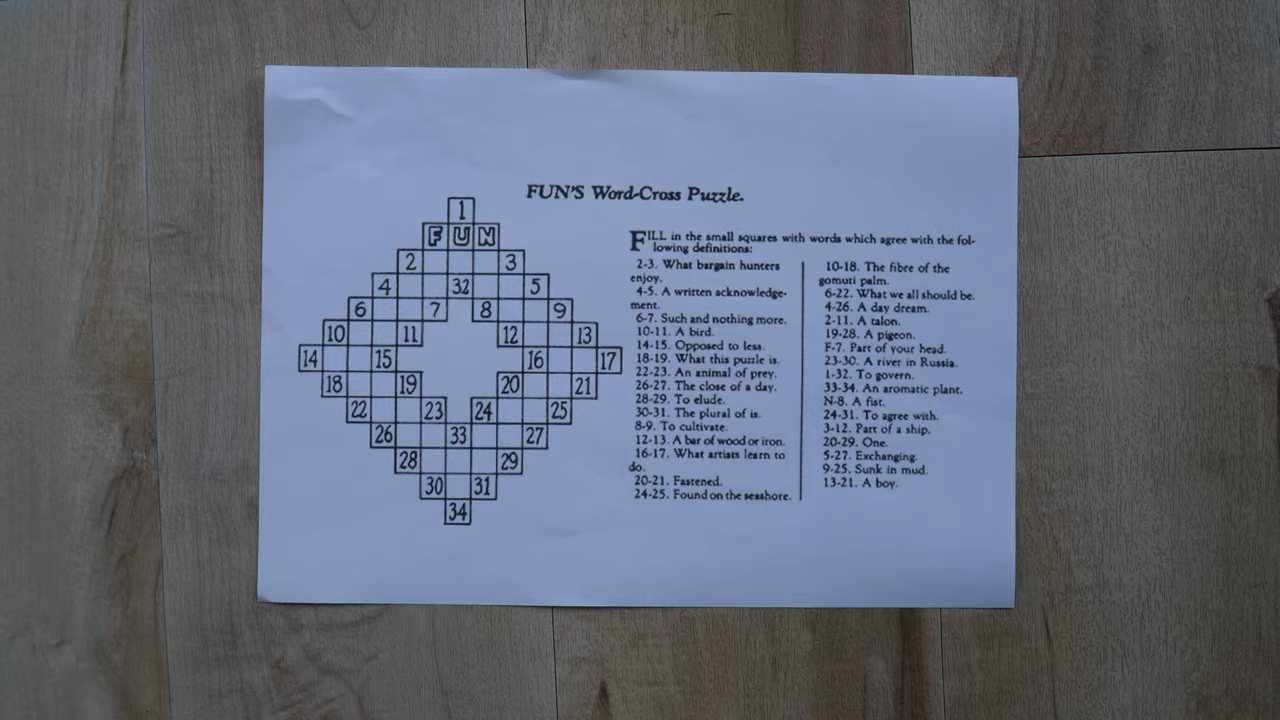 FUN'S Word-Cross Puzzle.
1
F U N
2 3
4 32 5
6 7 8 9
10 11 12 13
14 15 16 17
18 19 20 21
22 23 24 25
26 33 27
28 29
30 31
34
FILL in the small squares with words which agree with the fol-
lowing definitions:
2-3. What bargain hunters
enjoy.
4-5. A written acknowledge-
ment.
6-7. Such and nothing more.
10-11. A bird.
14-15. Opposed to less.
18-19. What this puzzle is.
22-23. An animal of prey.
26-27. The close of a day.
28-29. To elude.
30-31. The plural of is.
8-9. To cultivate.
12-13. A bar of wood or iron.
16-17. What artists learn to
do.
20-21. Fastened.
24-25. Found on the seashore.
10-18. The fibre of the
gomuti palm.
6-22. What we all should be.
4-26. A day dream.
2-11. A talon.
19-28. A pigeon.
F-7. Part of your head.
23-30. A river in Russia.
1-32. To govern.
33-34. An aromatic plant.
N-8. A fist.
24-31. To agree with.
3-12. Part of a ship.
20-29. One.
5-27. Exchanging.
9-25. Sunk in mud.
13-21. A boy.